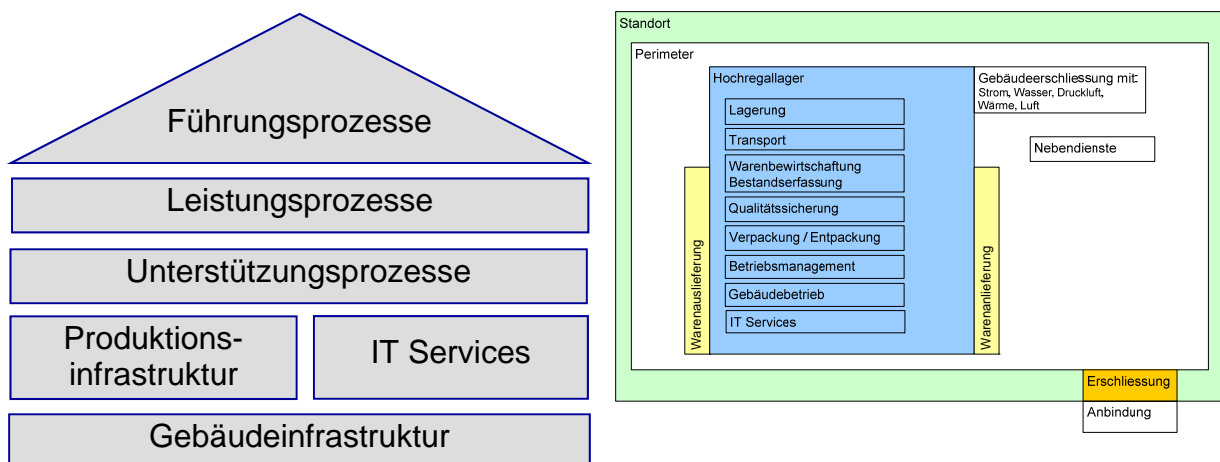 Führungsprozesse
Leistungsprozesse
Unterstützungsprozesse
Produktions-
infrastruktur
IT Services
Gebäudeinfrastruktur
Standort
Perimeter
Hochregallager
Lagerung
Transport
Warenbewirtschaftung
Bestandserfassung
Qualitätssicherung
Verpackung / Entpackung
Betriebsmanagement
Gebäudebetrieb
IT Services
Warenauslieferung
Warenanlieferung
Gebäudeerschliessung mit:
Strom, Wasser, Druckluft,
Wärme, Luft
Nebendienste
Erschliessung
Anbindung